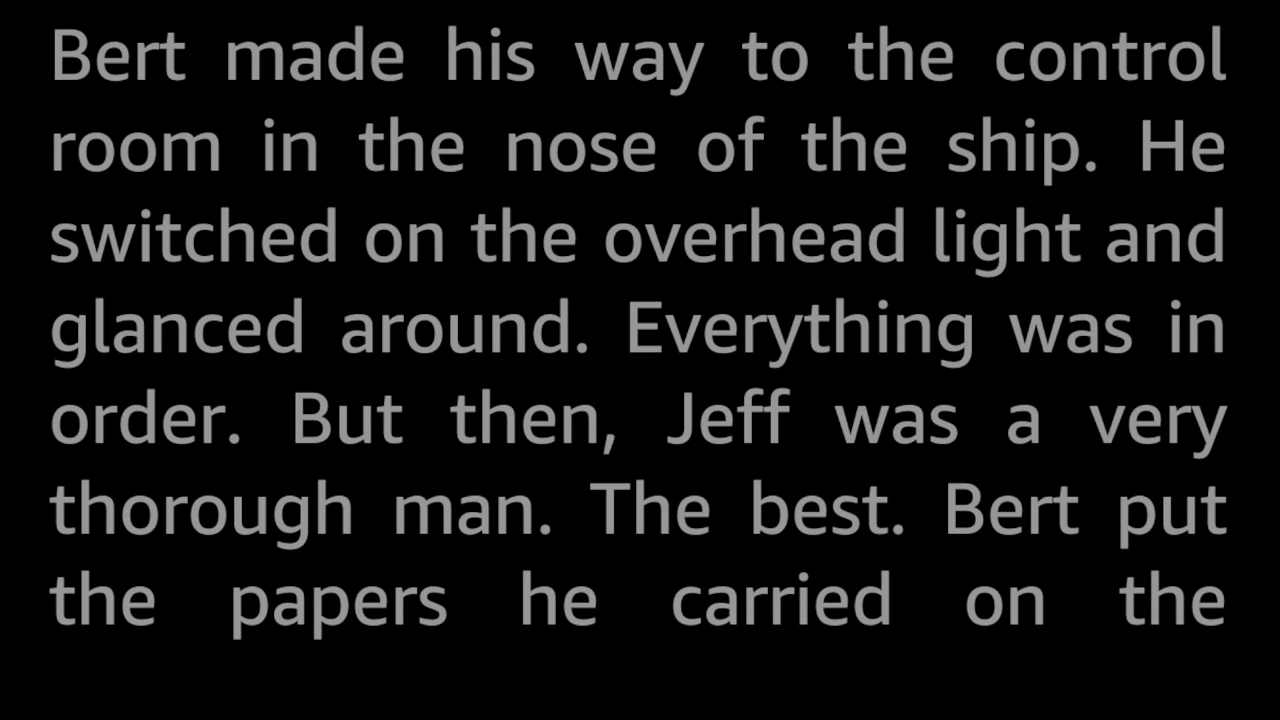 Bert made his way to the control
room in the nose of the ship. He
switched on the overhead light and
glanced around. Everything was in
order. But then, Jeff was a very
thorough man. The best. Bert put
the papers he carried on the